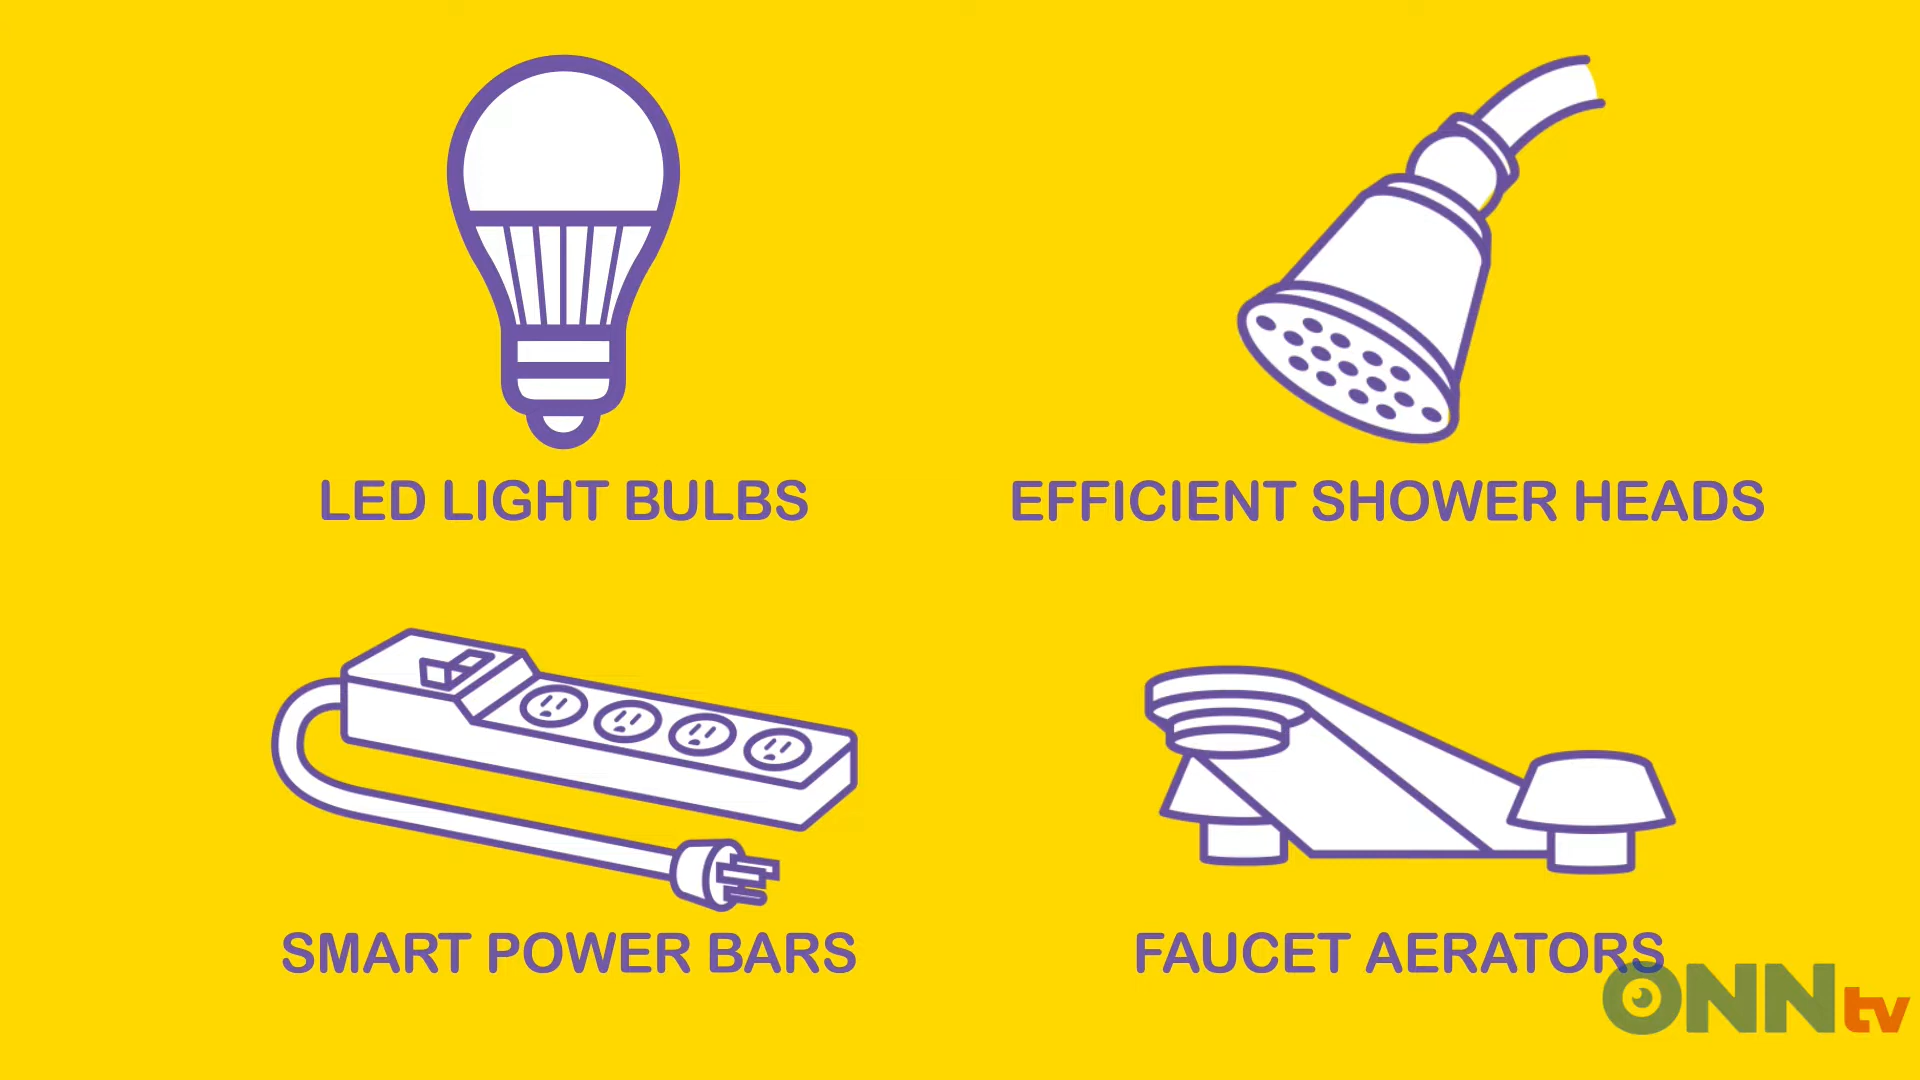 LED LIGHT BULBS
EFFICIENT SHOWER HEADS
SMART POWER BARS
FAUCET AERATORS
ONNtv